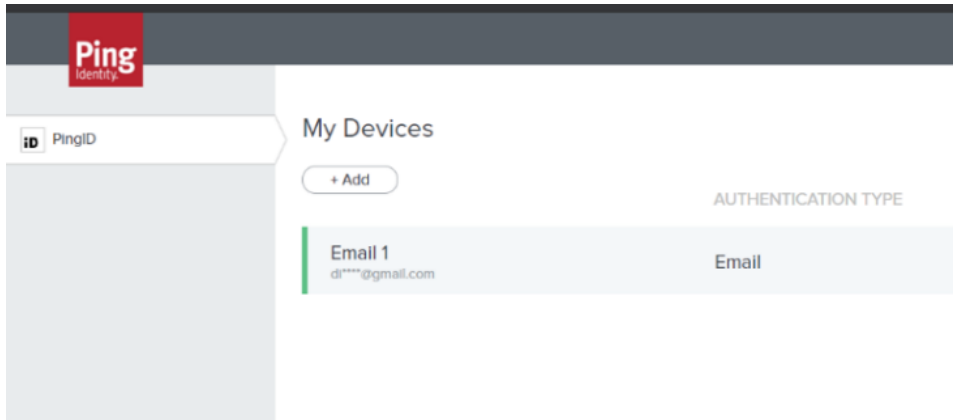 Ping
Identity.
iD PingID
My Devices
+ Add
AUTHENTICATION TYPE
Email 1
Email
di****@gmail.com